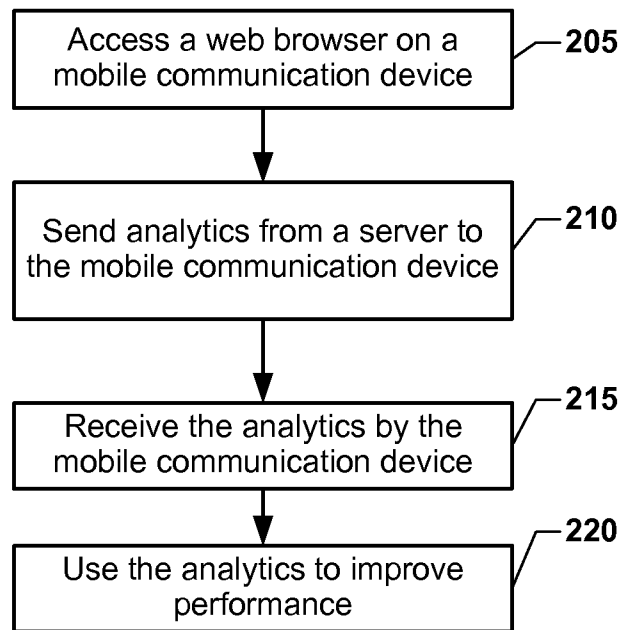 Access a web browser on a
mobile communication device
205
Send analytics from a server to
the mobile communication device
210
Receive the analytics by the
mobile communication device
215
Use the analytics to improve
performance
220